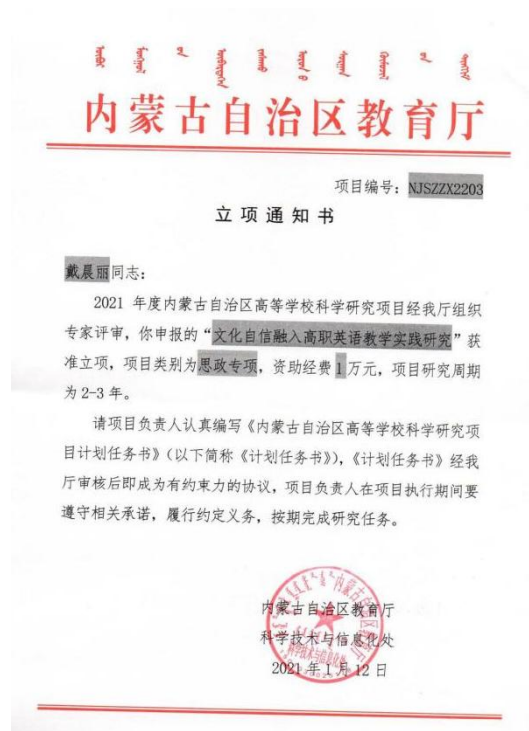 内蒙古自治区教育厅
项目编号：NJSZZX2203
立项通知书
戴晨丽同志：
2021 年度内蒙古自治区高等学校科学研究项目经我厅组织
专家评审，你申报的“文化自信融入高职英语教学实践研究”获
准立项，项目类别为思政专项，资助经费 1 万元，项目研究周期
为 2-3 年。
请项目负责人认真编写《内蒙古自治区高等学校科学研究项
目计划任务书》（以下简称《计划任务书》），《计划任务书》经我
厅审核后即成为有约束力的协议，项目负责人在项目执行期间要
遵守相关承诺，履行约定义务，按期完成研究任务。
内蒙古自治区教育厅
科学技术与信息化处
2021 年 1 月 12 日